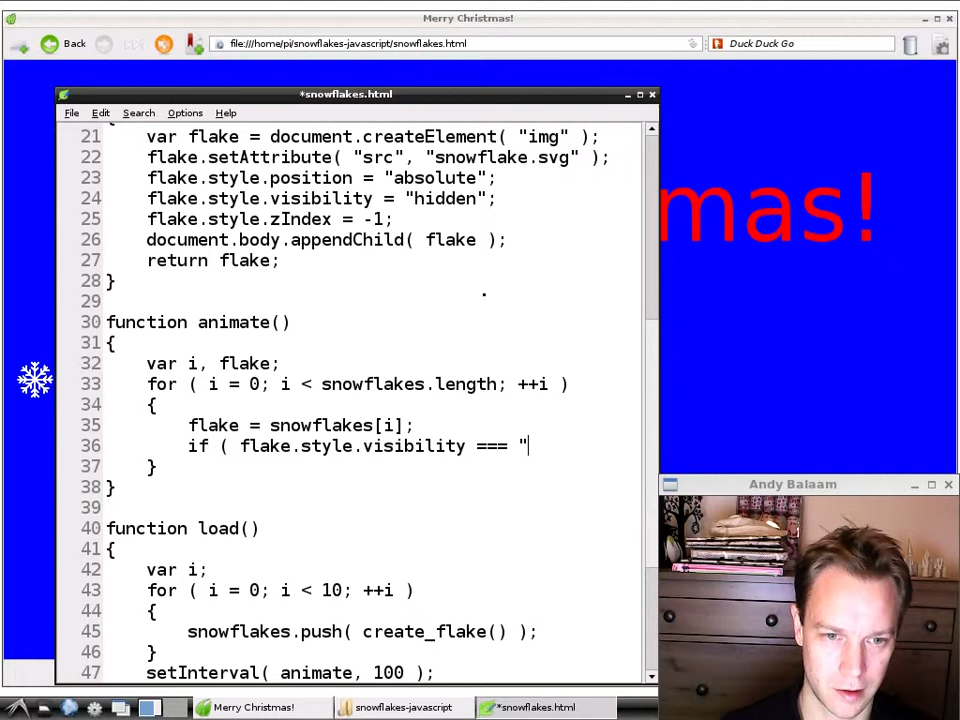 Merry Christmas!
Back
file:///home/pi/snowflakes-javascript/snowflakes.html
Duck Duck Go
*snowflakes.html
File Edit Search Options Help
mas!
{
21 var flake = document.createElement( "img" );
22 flake.setAttribute( "src", "snowflake.svg" );
23 flake.style.position = "absolute";
24 flake.style.visibility = "hidden";
25 flake.style.zIndex = -1;
26 document.body.appendChild( flake );
27 return flake;
28 }
29
30 function animate()
31 {
32 var i, flake;
33 for ( i = 0; i < snowflakes.length; ++i )
34 {
35 flake = snowflakes[i];
36 if ( flake.style.visibility === "
37 }
38 }
39
40 function load()
41 {
42 var i;
43 for ( i = 0; i < 10; ++i )
44 {
45 snowflakes.push( create_flake() );
46 }
47 setInterval( animate, 100 );
Andy Balaam
Merry Christmas!
snowflakes-javascript
*snowflakes.html